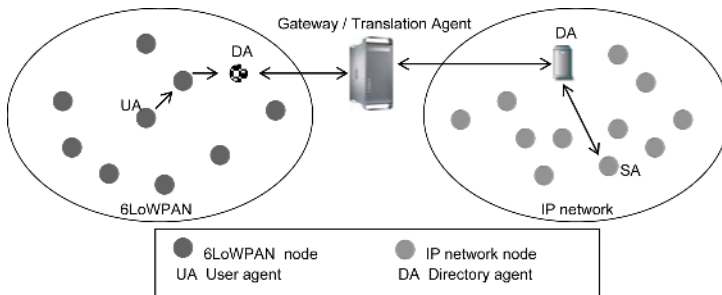 Gateway / Translation Agent
DA
DA
UA
SA
6LoWPAN
IP network
6LoWPAN node
IP network node
UA User agent
DA Directory agent